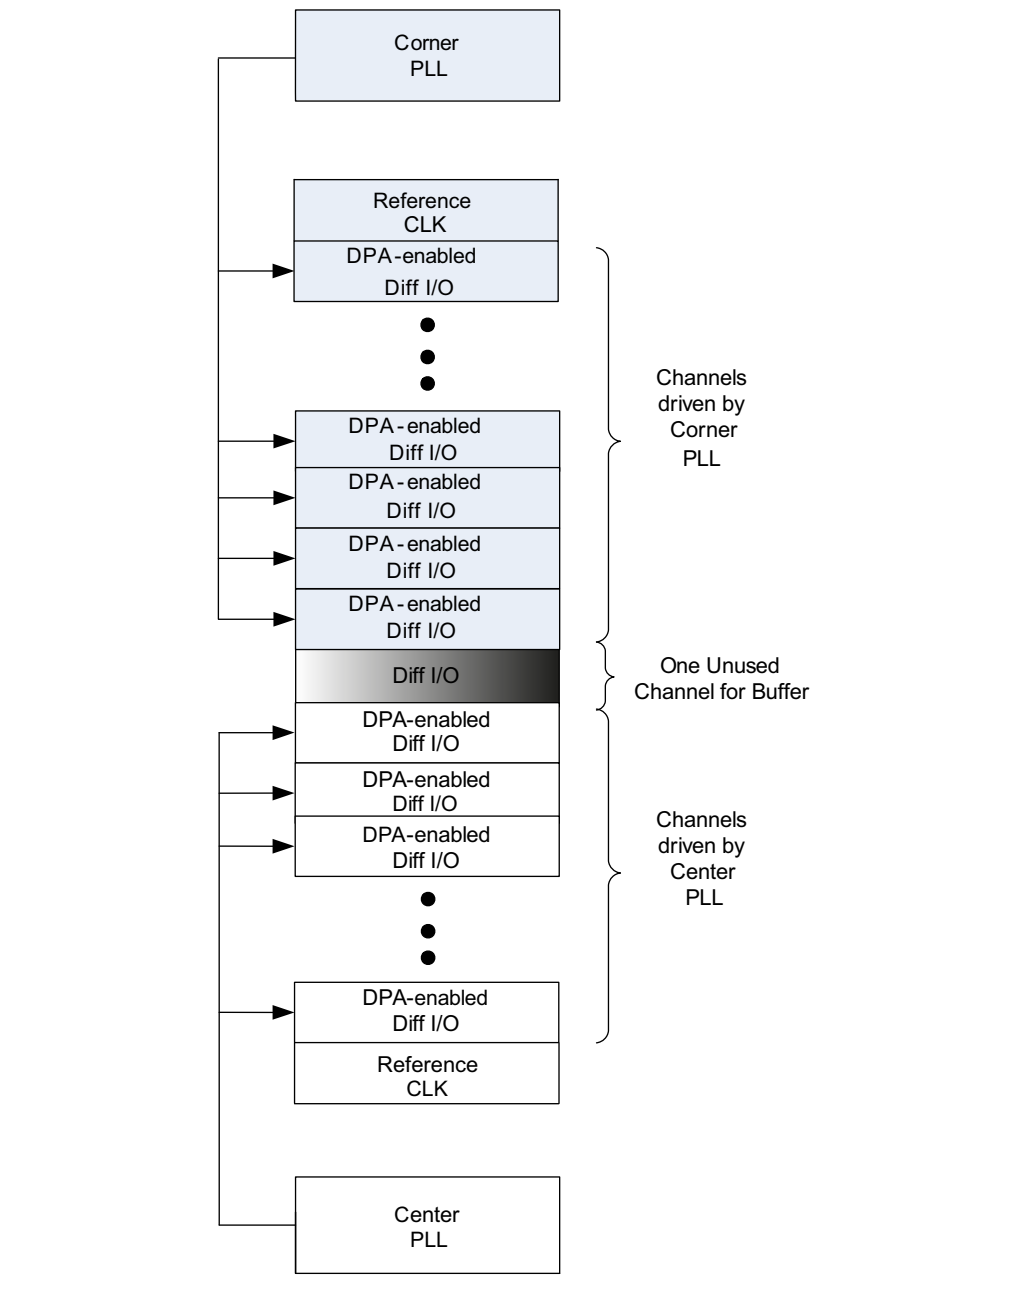 Corner
PLL
Reference
CLK
DPA-enabled
Diff I/O
DPA-enabled
Diff I/O
DPA-enabled
Diff I/O
DPA-enabled
Diff I/O
DPA-enabled
Diff I/O
Channels
driven by
Corner
PLL
Diff I/O
One Unused
Channel for Buffer
DPA-enabled
Diff I/O
DPA-enabled
Diff I/O
DPA-enabled
Diff I/O
DPA-enabled
Diff I/O
Channels
driven by
Center
PLL
Reference
CLK
Center
PLL